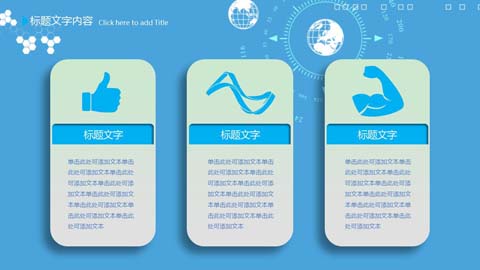 标题文字内容 Click here to add Title
标题文字
单击此处可添加文本单击
此处可添加文本单击此处
可添加文本单击此处可添
加文本单击此处可添加文
本单击此处可添加文本单
击此处可添加文本单击此
处可添加文本
标题文字
单击此处可添加文本单击
此处可添加文本单击此处
可添加文本单击此处可添
加文本单击此处可添加文
本单击此处可添加文本单
击此处可添加文本单击此
处可添加文本
标题文字
单击此处可添加文本单击
此处可添加文本单击此处
可添加文本单击此处可添
加文本单击此处可添加文
本单击此处可添加文本单
击此处可添加文本单击此
处可添加文本